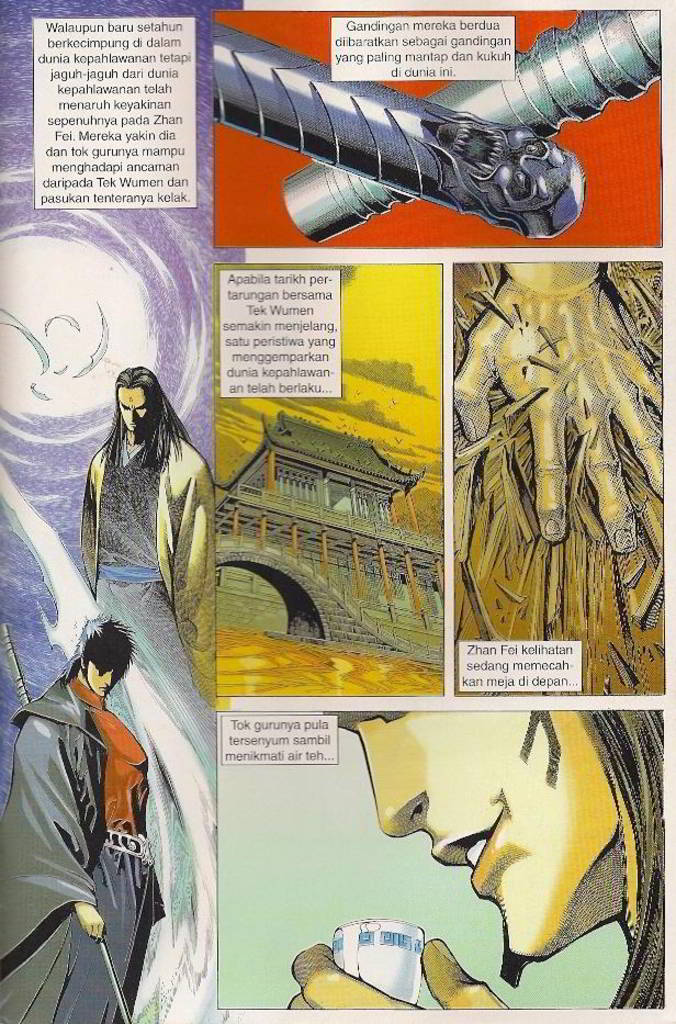 Walaupun baru setahun
berkecimpung di dalam
dunia kepahlawanan tetapi
jaguh-jaguh dari dunia
kepahlawanan telah
menaruh keyakinan
sepenuhnya pada Zhan
Fei. Mereka yakin dia
dan tok gurunya mampu
menghadapi ancaman
daripada Tek Wumen dan
pasukan tenteranya kelak.
Gandingan mereka berdua
diibaratkan sebagai gandingan
yang paling mantap dan kukuh
di dunia ini.
Apabila tarikh per-
tarungan bersama
Tek Wumen
semakin menjelang,
satu peristiwa yang
menggemparkan
dunia kepahlawan-
an telah berlaku...
Zhan Fei kelihatan
sedang memecah-
kan meja di depan...
Tok gurunya pula
tersenyum sambil
menikmati air teh...